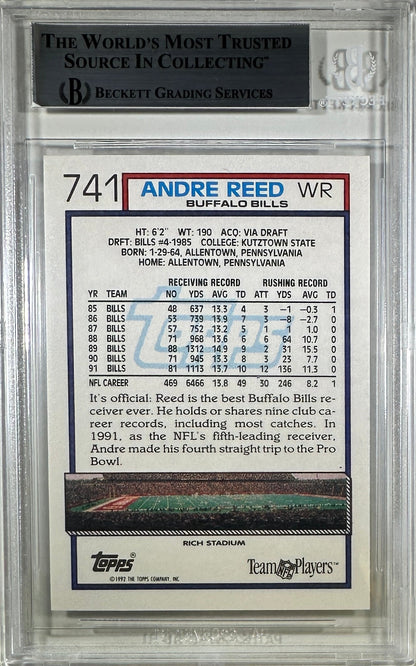 THE WORLD'S MOST TRUSTED
SOURCE IN COLLECTING™
BECKETT GRADING SERVICES
741 ANDRE REED WR
BUFFALO BILLS
HT: 6'2" WT: 190 ACQ: VIA DRAFT
DRFT: BILLS #4-1985 COLLEGE: KUTZTOWN STATE
BORN: 1-29-64, ALLENTOWN, PENNSYLVANIA
HOME: ALLENTOWN, PENNSYLVANIA
RECEIVING RECORD RUSHING RECORD
YR TEAM NO YDS AVG TD ATT YDS AVG TD
85 BILLS 48 637 13.3 4 3 -1 -0.3 1
86 BILLS 53 739 13.9 7 3 -8 -2.7 0
87 BILLS 57 752 13.2 5 1 1 1.0 0
88 BILLS 71 968 13.6 6 6 64 10.7 0
89 BILLS 88 1312 14.9 9 2 31 15.5 0
90 BILLS 71 945 13.3 8 3 23 7.7 0
91 BILLS 81 1113 13.7 10 12 136 11.3 0
NFL CAREER 469 6466 13.8 49 30 246 8.2 1
It's official: Reed is the best Buffalo Bills re-
ceiver ever. He holds or shares nine club ca-
reer records, including most catches. In
1991, as the NFL's fifth-leading receiver,
Andre made his fourth straight trip to the Pro
Bowl.
RICH STADIUM
Topps®
©1992 THE TOPPS COMPANY, INC.
Team NFL Players™